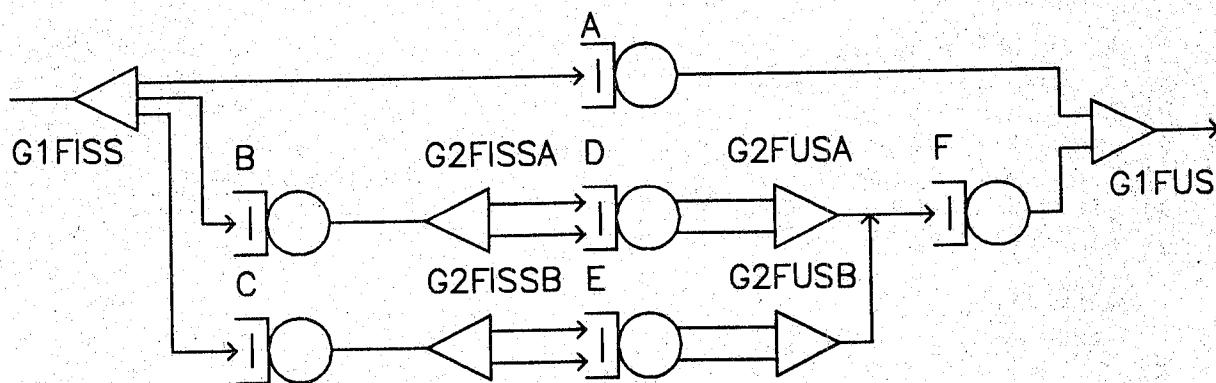 A
G1FISS
B
G2FISSA
D
G2FUSA
F
G1FUS
C
G2FISSB
E
G2FUSB